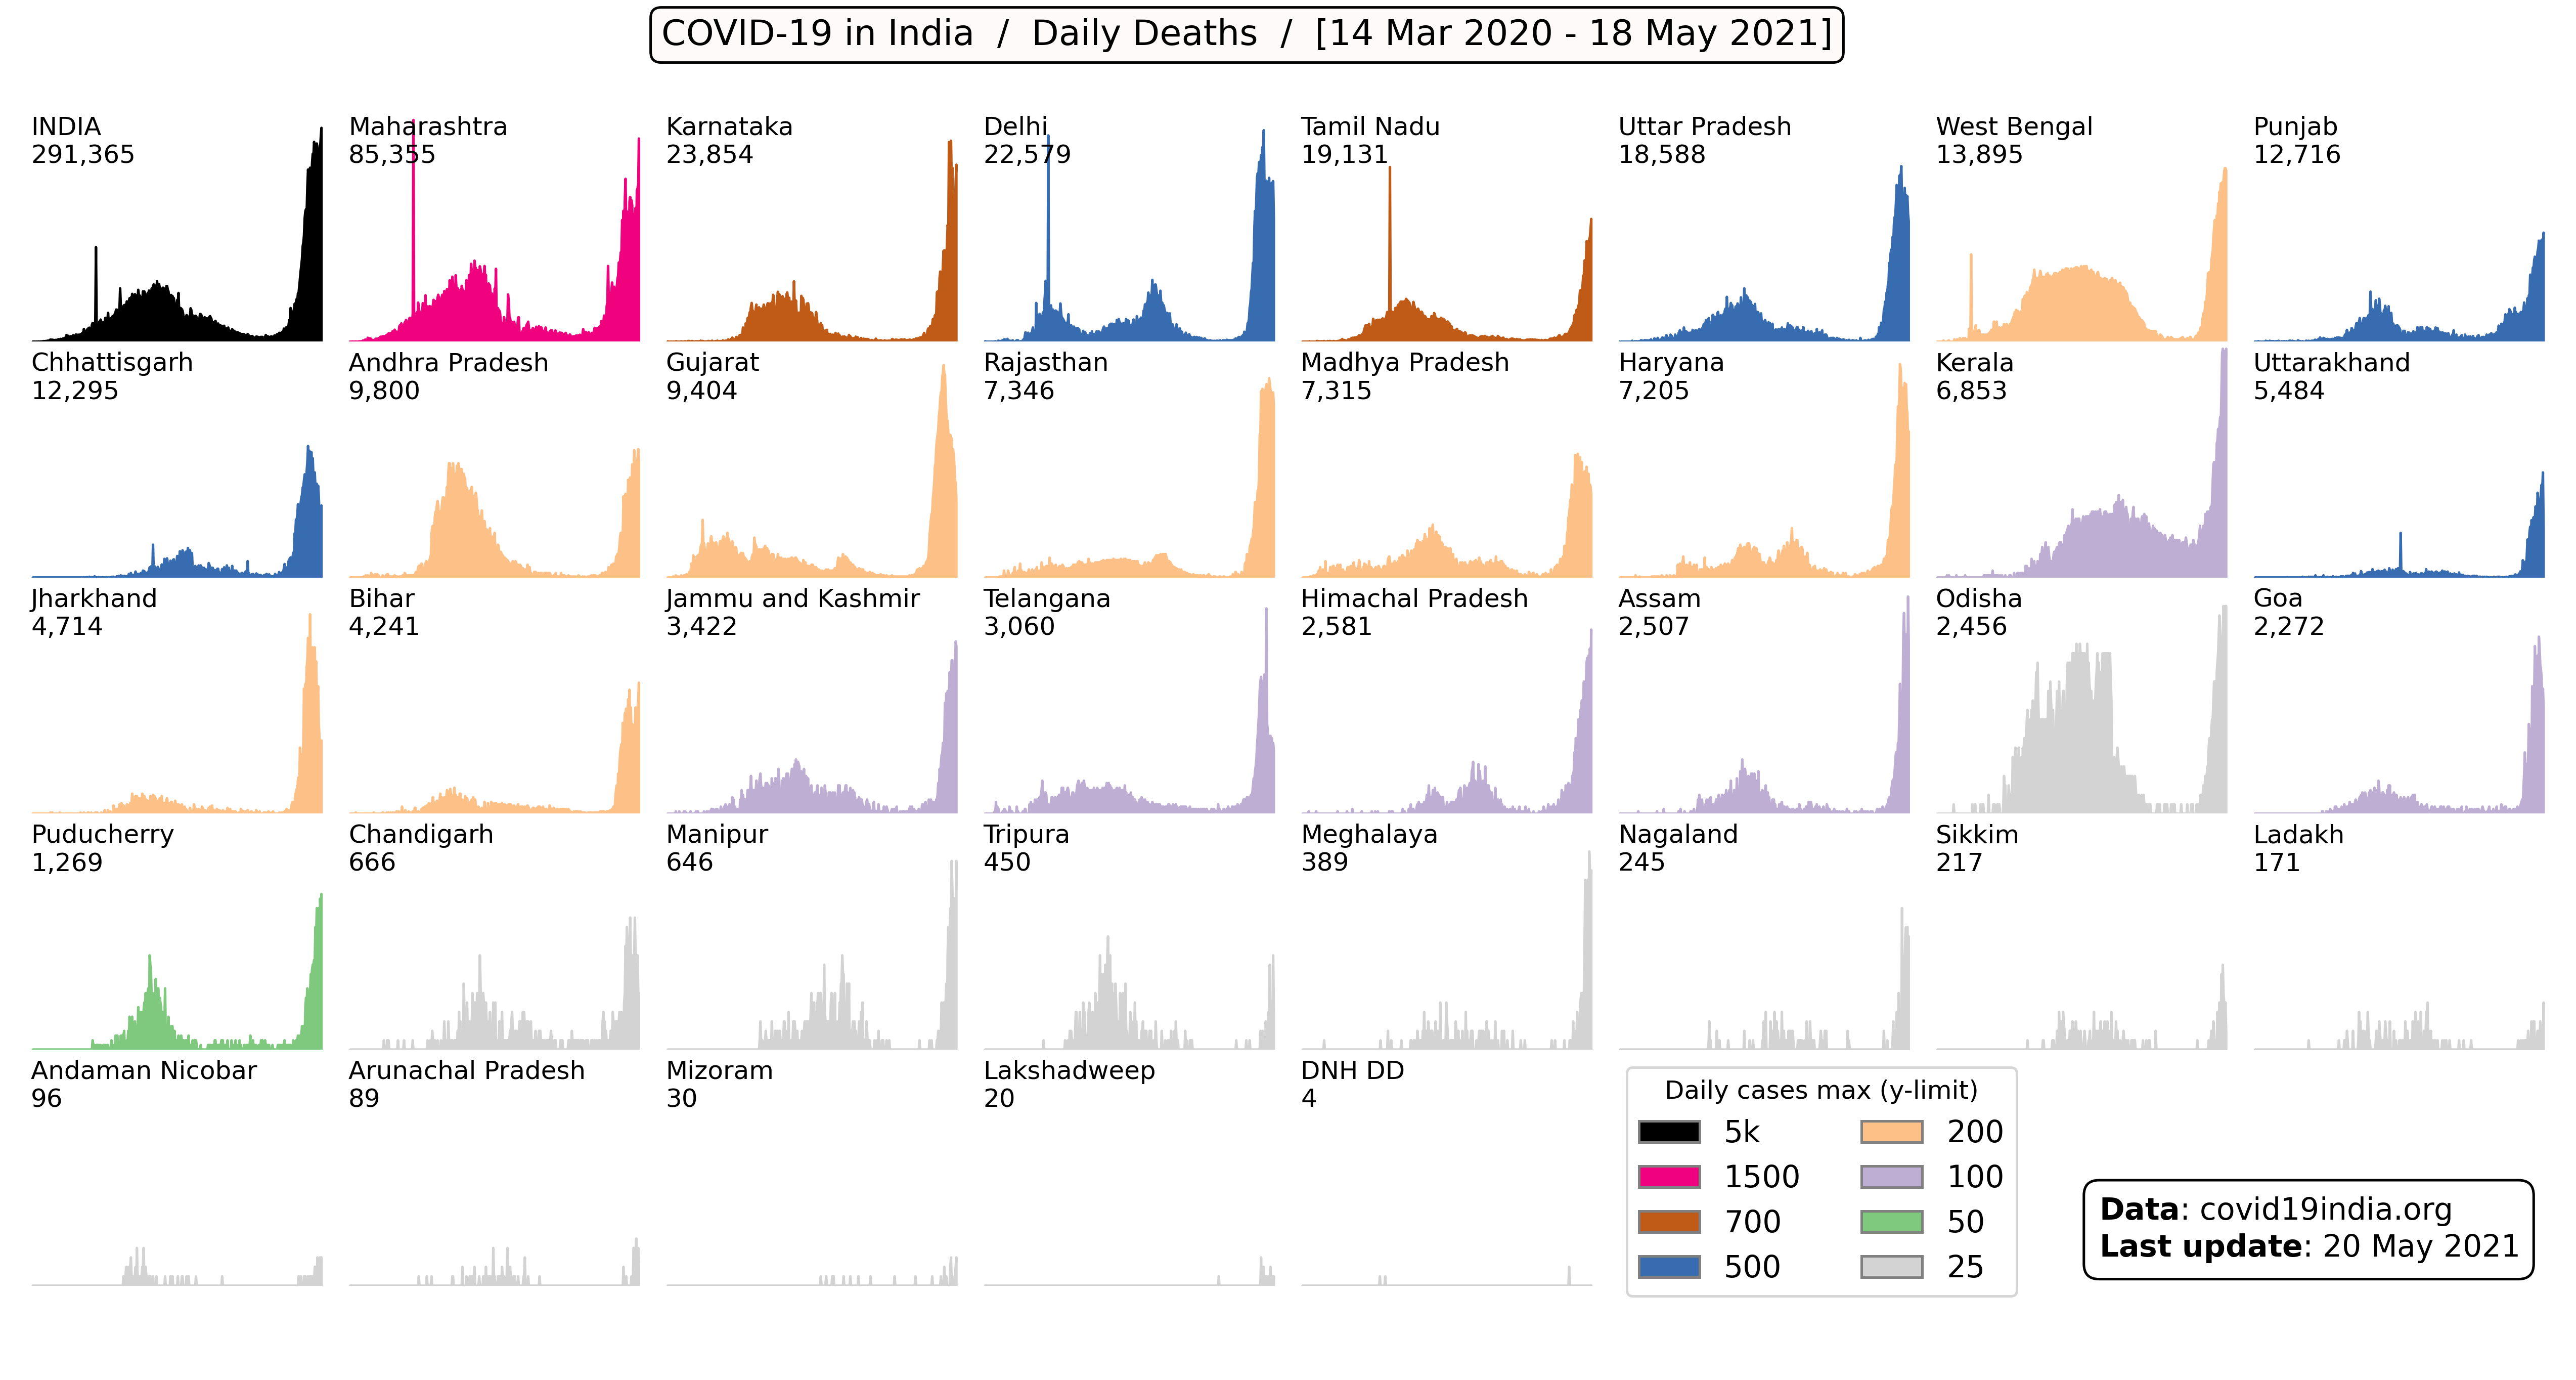 COVID-19 in India / Daily Deaths / [14 Mar 2020 - 18 May 2021]
INDIA
291,365
Maharashtra
85,355
Karnataka
23,854
Delhi
22,579
Tamil Nadu
19,131
Uttar Pradesh
18,588
West Bengal
13,895
Punjab
12,716
Chhattisgarh
12,295
Andhra Pradesh
9,800
Gujarat
9,404
Rajasthan
7,346
Madhya Pradesh
7,315
Haryana
7,205
Kerala
6,853
Uttarakhand
5,484
Jharkhand
4,714
Bihar
4,241
Jammu and Kashmir
3,422
Telangana
3,060
Himachal Pradesh
2,581
Assam
2,507
Odisha
2,456
Goa
2,272
Puducherry
1,269
Chandigarh
666
Manipur
646
Tripura
450
Meghalaya
389
Nagaland
245
Sikkim
217
Ladakh
171
Andaman Nicobar
96
Arunachal Pradesh
89
Mizoram
30
Lakshadweep
20
DNH DD
4
Daily cases max (y-limit)
5k
1500
700
500
200
100
50
25
Data: covid19india.org
Last update: 20 May 2021